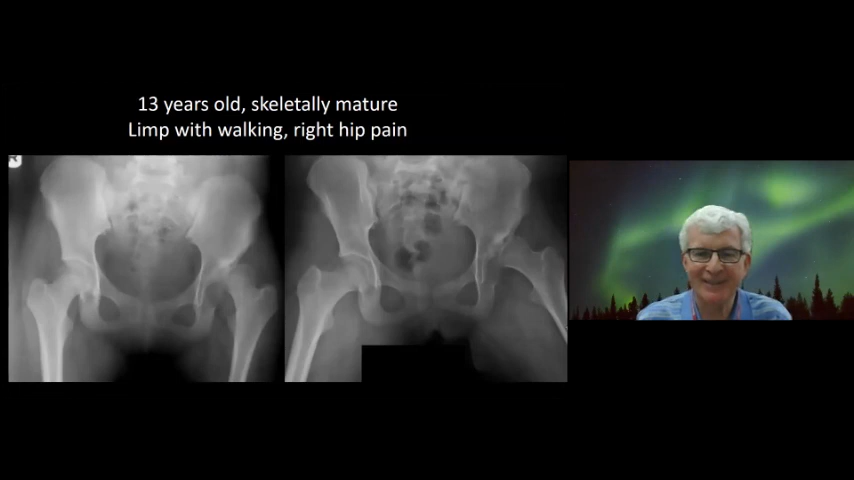 13 years old, skeletally mature
Limp with walking, right hip pain
R